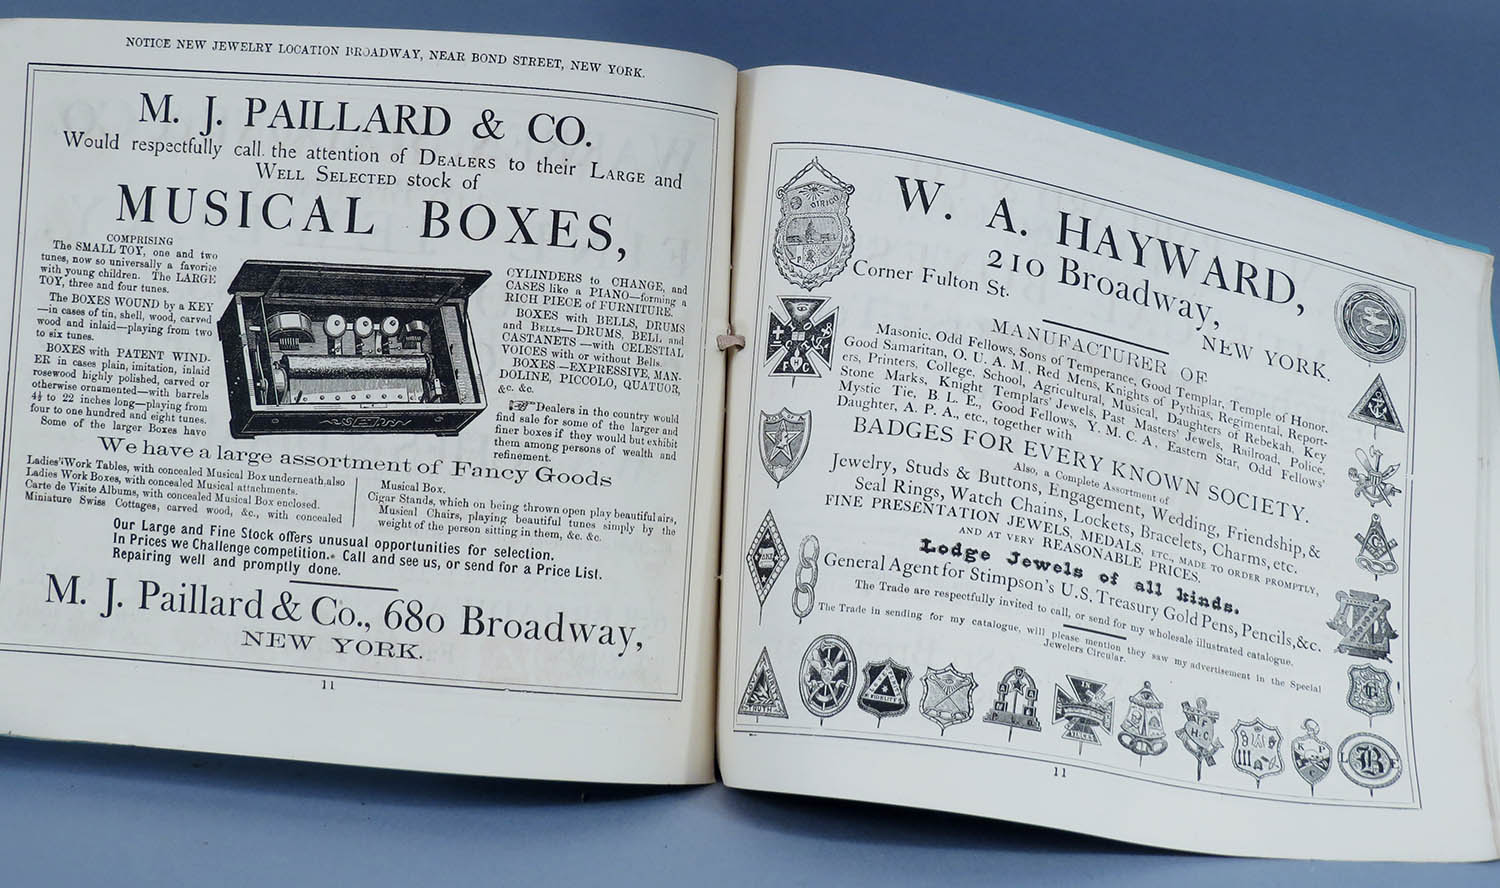 NOTICE NEW JEWELRY LOCATION BROADWAY, NEAR BOND STREET, NEW YORK.
M. J. PAILLARD & CO.
Would respectfully call the attention of DEALERS to their LARGE and
WELL SELECTED stock of
MUSICAL BOXES,
COMPRISING
The SMALL TOY, one and two
tunes, now so universally a favorite
with young children. The LARGE
TOY, three and four tunes.
The BOXES WOUND by a KEY
—in cases of tin, shell, wood, carved
wood and inlaid—playing from two
to six tunes.
BOXES with PATENT WIND-
ER in cases plain, imitation, inlaid
rosewood highly polished, carved or
otherwise ornamented—with barrels
4½ to 22 inches long—playing from
four to one hundred and eight tunes.
Some of the larger Boxes have
CYLINDERS to CHANGE, and
CASES like a PIANO—forming a
RICH PIECE of FURNITURE.
BOXES with BELLS, DRUMS
and BELLS—DRUMS, BELL and
CASTANETS—with CELESTIAL
VOICES with or without Bells.
BOXES—EXPRESSIVE, MAN-
DOLINE, PICCOLO, QUATUOR,
&c. &c.
☞ Dealers in the country would
find sale for some of the larger and
finer boxes if they would but exhibit
them among persons of wealth and
refinement.
We have a large assortment of Fancy Goods
Ladies' Work Tables, with concealed Musical Box underneath, also
Ladies Work Boxes, with concealed Musical attachments.
Carte de Visite Albums, with concealed Musical Box enclosed.
Miniature Swiss Cottages, carved wood, &c., with concealed
Musical Box.
Cigar Stands, which on being thrown open play beautiful airs,
Musical Chairs, playing beautiful tunes simply by the
weight of the person sitting in them, &c. &c.
Our Large and Fine Stock offers unusual opportunities for selection.
In Prices we Challenge competition. Call and see us, or send for a Price List.
Repairing well and promptly done.
M. J. Paillard & Co., 680 Broadway,
NEW YORK.
11
DIRIGO
W. A. HAYWARD,
210 Broadway,
Corner Fulton St.
NEW YORK.
MANUFACTURER OF
Masonic, Odd Fellows, Sons of Temperance, Good Templar, Temple of Honor,
Good Samaritan, O. U. A. M. Red Mens, Knights of Pythias, Regimental, Report-
ers, Printers, College, School, Agricultural, Musical, Daughters of Rebekah, Key
Stone Marks, Knight Templars' Jewels, Past Masters' Jewels, Railroad, Police,
Mystic Tie, B. L. E., Good Fellows, Y. M. C. A. Eastern Star, Odd Fellows'
Daughter, A. P. A., etc., together with
BADGES FOR EVERY KNOWN SOCIETY.
Also, a Complete Assortment of
Jewelry, Studs & Buttons, Engagement, Wedding, Friendship, &
Seal Rings, Watch Chains, Lockets, Bracelets, Charms, etc.
FINE PRESENTATION JEWELS, MEDALS, ETC., MADE TO ORDER PROMPTLY,
AND AT VERY REASONABLE PRICES.
Lodge Jewels of all kinds.
General Agent for Stimpson's U. S. Treasury Gold Pens, Pencils, &c.
The Trade are respectfully invited to call, or send for my wholesale illustrated catalogue.
The Trade in sending for my catalogue, will please mention they saw my advertisement in the Special
Jewelers Circular.
TRUTH
FIDELITY
G
H C
K P
C
B
11